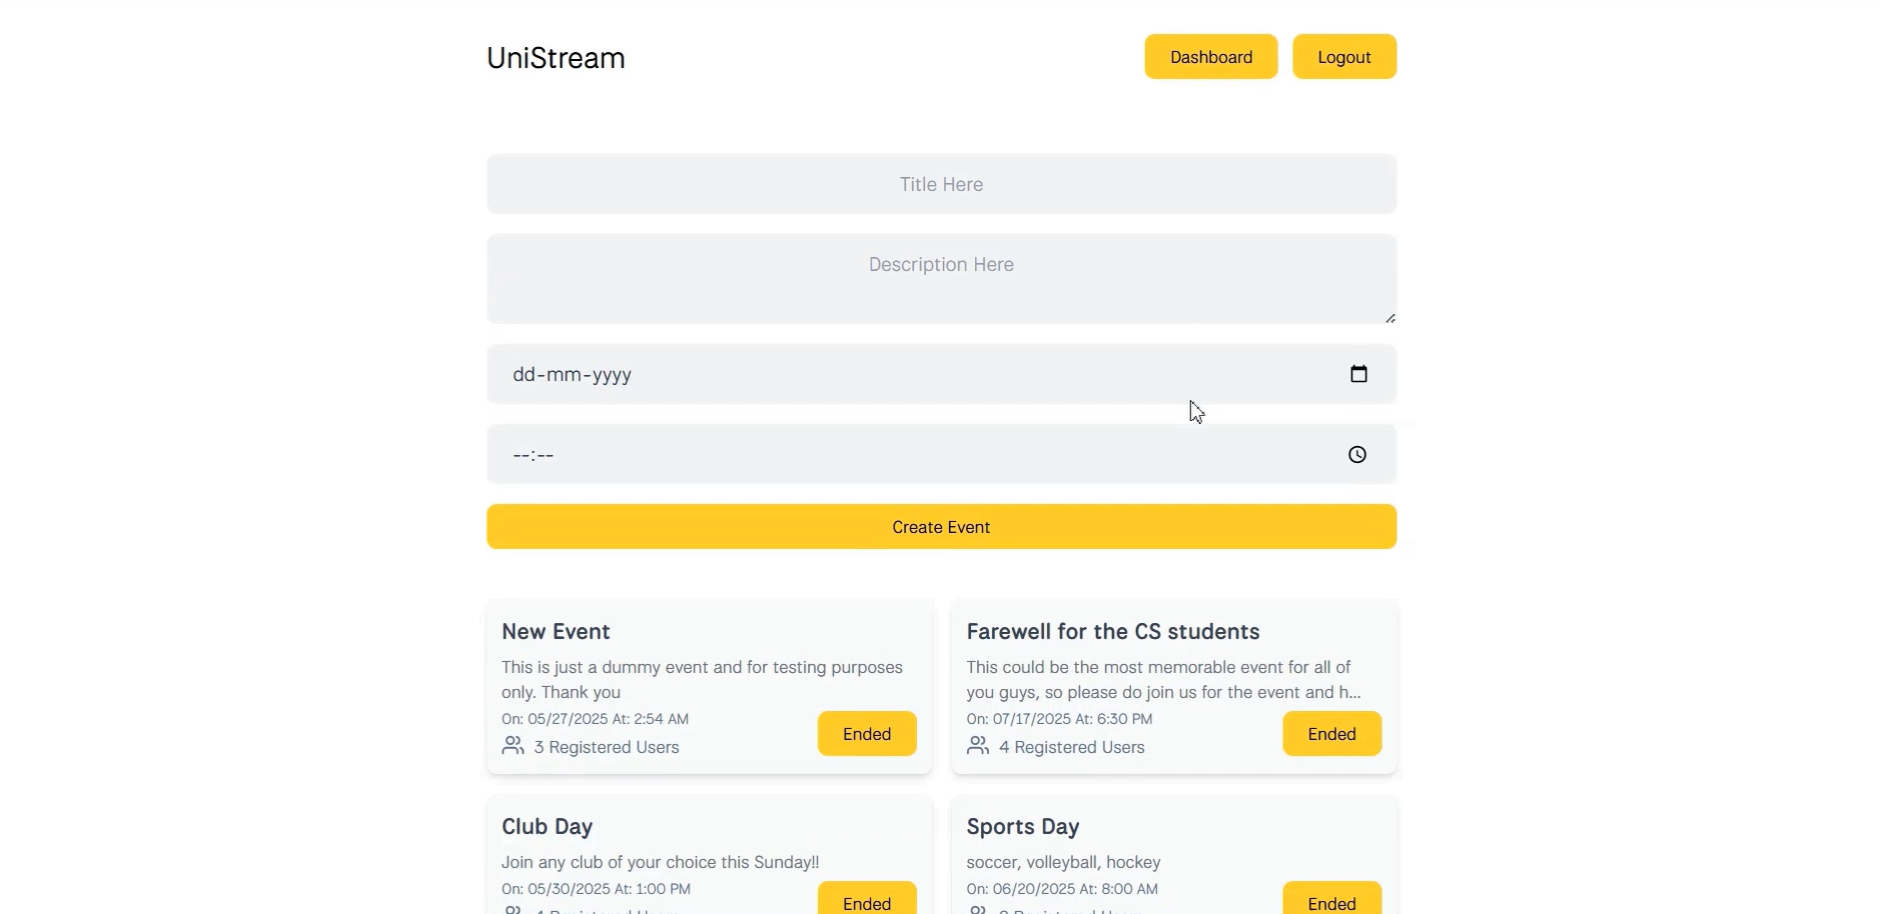 UniStream
Dashboard
Logout
Title Here
Description Here
dd-mm-yyyy
--:--
Create Event
New Event
This is just a dummy event and for testing purposes
only. Thank you
On: 05/27/2025 At: 2:54 AM
3 Registered Users
Ended
Farewell for the CS students
This could be the most memorable event for all of
you guys, so please do join us for the event and h...
On: 07/17/2025 At: 6:30 PM
4 Registered Users
Ended
Club Day
Join any club of your choice this Sunday!!
On: 05/30/2025 At: 1:00 PM
Ended
Sports Day
soccer, volleyball, hockey
On: 06/20/2025 At: 8:00 AM
Ended